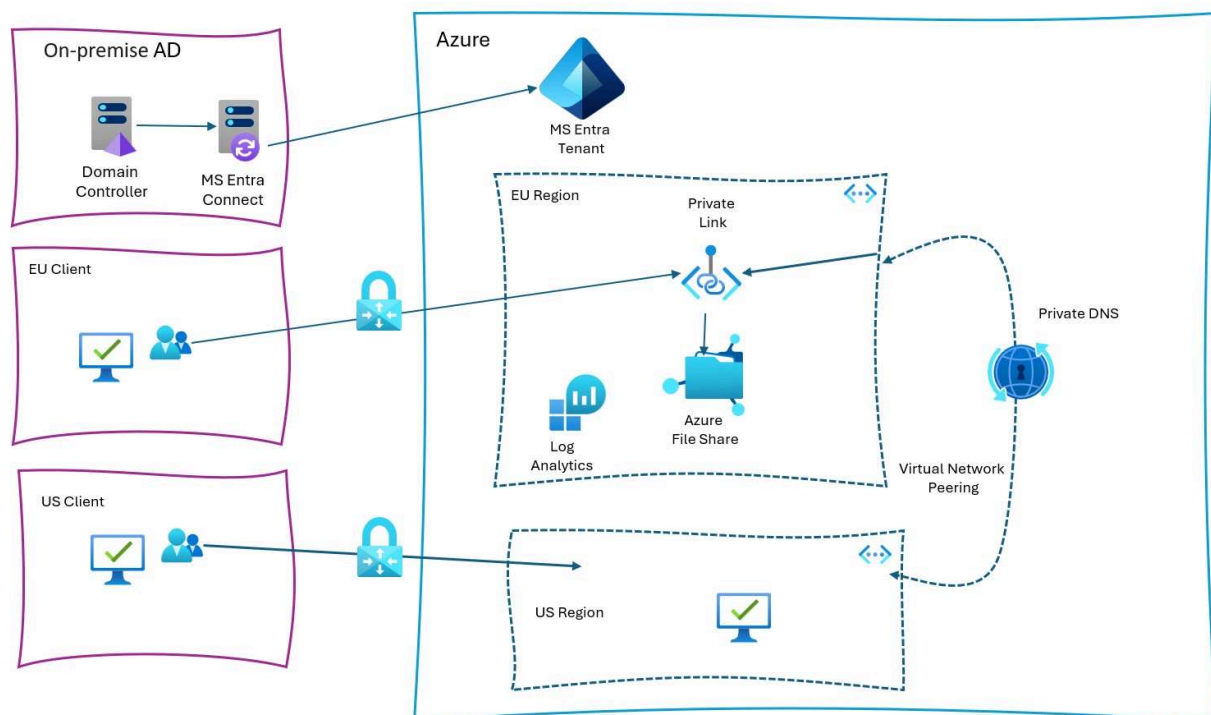 On-premise AD
Domain
Controller
MS Entra
Connect
Azure
MS Entra
Tenant
EU Region
Private
Link
EU Client
Private DNS
Log
Analytics
Azure
File Share
Virtual Network
Peering
US Client
US Region